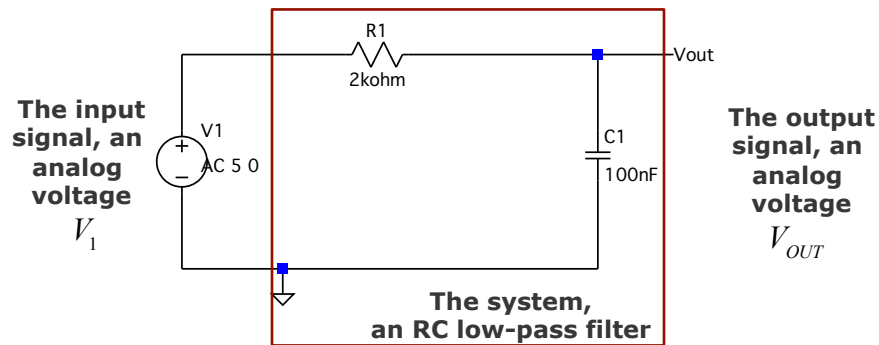 R1
2kohm
Vout
The input
signal, an
analog
voltage
V1
V1
AC 5 0
C1
100nF
The output
signal, an
analog
voltage
VOUT
The system,
an RC low-pass filter